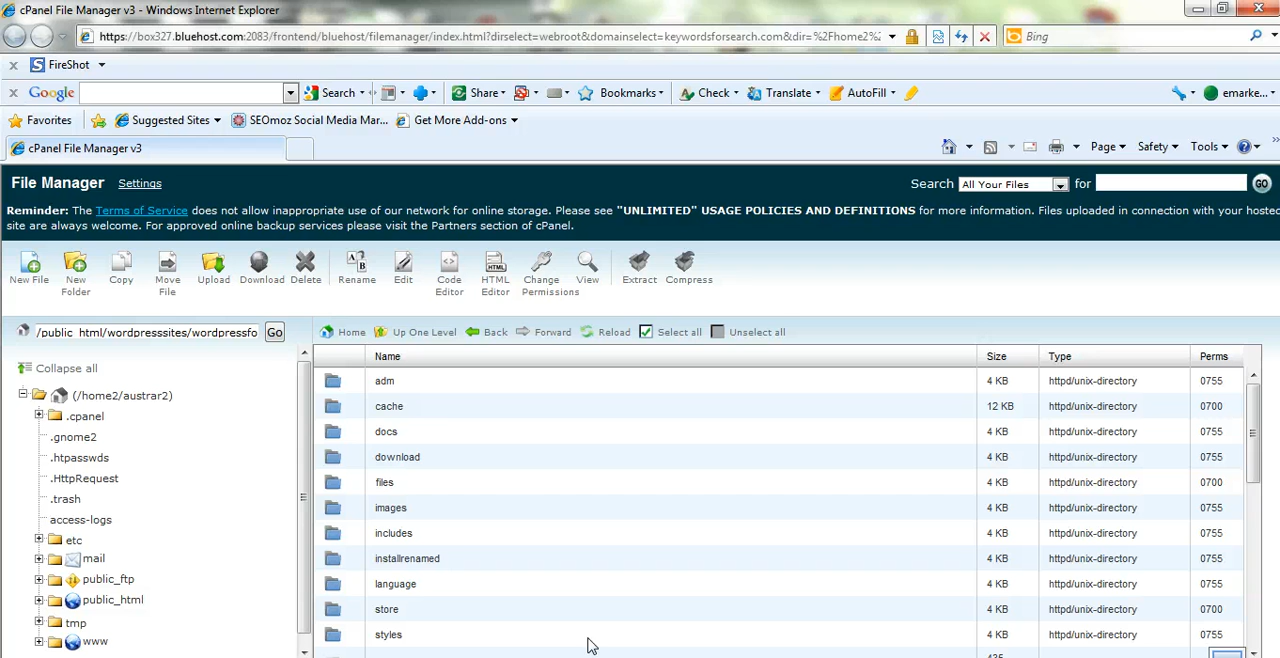 cPanel File Manager v3 - Windows Internet Explorer
https://box327.bluehost.com:2083/frontend/bluehost/filemanager/index.html?dirselect=webroot&domainselect=keywordsforsearch.com&dir=%2Fhome2%2
Bing
x FireShot
x Google Search Share Bookmarks Check Translate AutoFill emarke...
Favorites Suggested Sites SEOmoz Social Media Mar... Get More Add-ons
cPanel File Manager v3 Page Safety Tools
File Manager Settings Search All Your Files for GO
Reminder: The Terms of Service does not allow inappropriate use of our network for online storage. Please see "UNLIMITED" USAGE POLICIES AND DEFINITIONS for more information. Files uploaded in connection with your hosted
site are always welcome. For approved online backup services please visit the Partners section of cPanel.
New File New Folder Copy Move File Upload Download Delete Rename Edit Code Editor HTML Editor Change Permissions View Extract Compress
/public_html/wordpresssites/wordpressfo Go Home Up One Level Back Forward Reload Select all Unselect all
Collapse all
(/home2/austrar2)
.cpanel
.gnome2
.htpasswds
.HttpRequest
.trash
access-logs
etc
mail
public_ftp
public_html
tmp
www
Name Size Type Perms
adm 4 KB httpd/unix-directory 0755
cache 12 KB httpd/unix-directory 0700
docs 4 KB httpd/unix-directory 0755
download 4 KB httpd/unix-directory 0755
files 4 KB httpd/unix-directory 0700
images 4 KB httpd/unix-directory 0755
includes 4 KB httpd/unix-directory 0755
installrenamed 4 KB httpd/unix-directory 0755
language 4 KB httpd/unix-directory 0755
store 4 KB httpd/unix-directory 0700
styles 4 KB httpd/unix-directory 0755